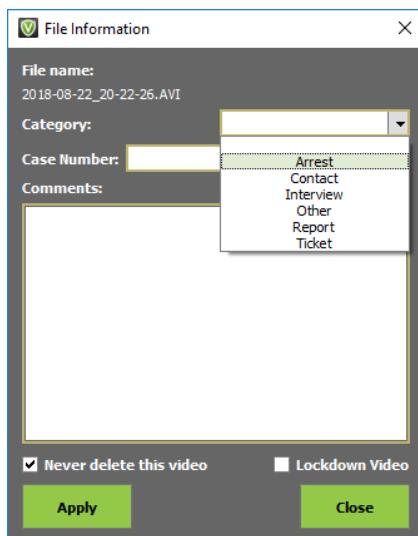 File Information
File name:
2018-08-22_20-22-26.AVI
Category:
Case Number:
Arrest
Contact
Interview
Other
Report
Ticket
Comments:
Never delete this video
Lockdown Video
Apply
Close